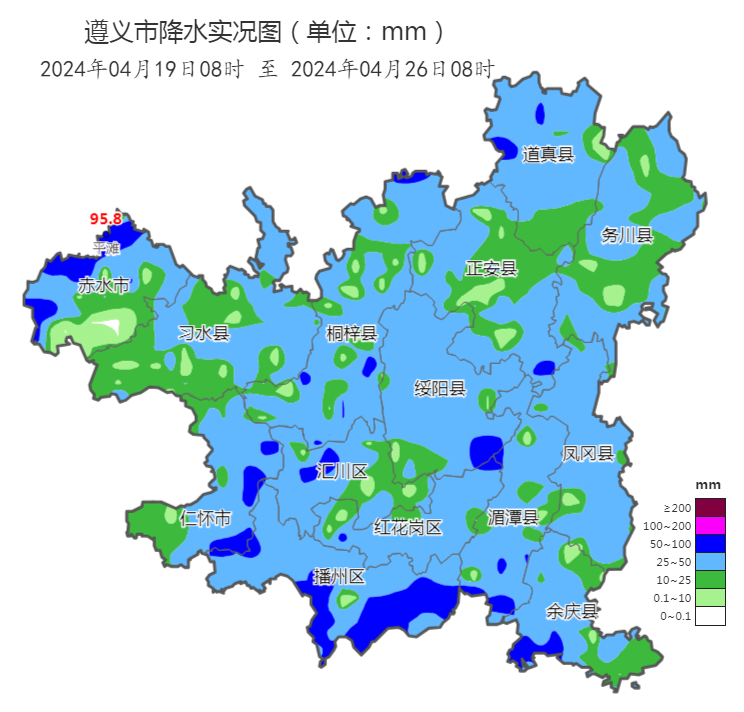 遵义市降水实况图（单位：mm）
2024年04月19日08时 至 2024年04月26日08时
道真县
95.8
务川县
平滩
正安县
赤水市
习水县
桐梓县
绥阳县
凤冈县
汇川区
仁怀市
湄潭县
红花岗区
播州区
余庆县
mm
≥200
100~200
50~100
25~50
10~25
0.1~10
0~0.1